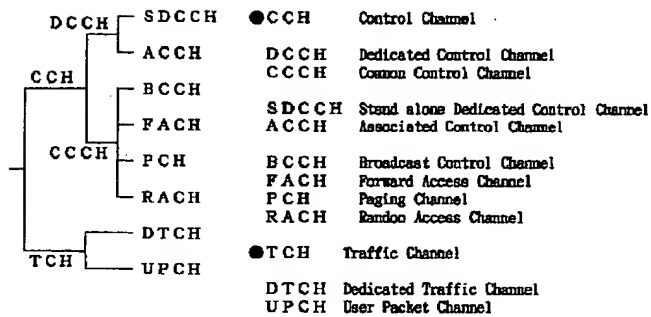 DCCH
SDCCH
ACCH
CCH
BCCH
FACH
CCCH
PCH
RACH
DTCH
TCH
UPCH
●CCH Control Channel
DCCH Dedicated Control Channel
CCCH Common Control Channel
SDCCH Stand alone Dedicated Control Channel
ACCH Associated Control Channel
BCCH Broadcast Control Channel
FACH Forward Access Channel
PCH Paging Channel
RACH Randoo Access Channel
●TCH Traffic Channel
DTCH Dedicated Traffic Channel
UPCH User Packet Channel